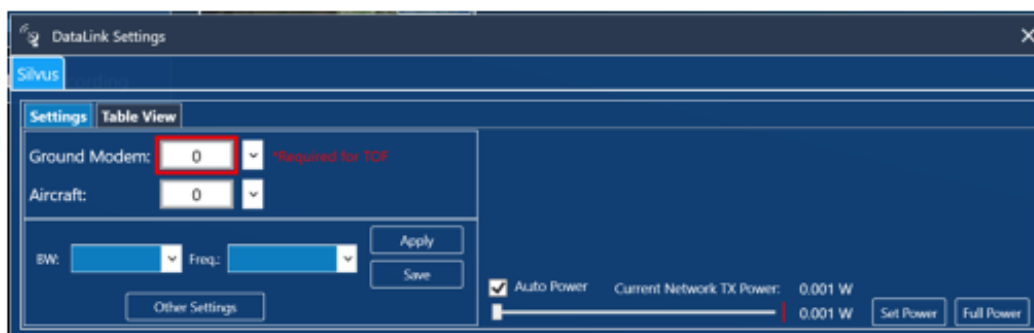 DataLink Settings
Silvus
Settings Table View
Ground Modem: 0 *Required for TOF
Aircraft: 0
BW: Freq.: Apply
Save
Other Settings
Auto Power Current Network TX Power: 0.001 W
0.001 W Set Power Full Power